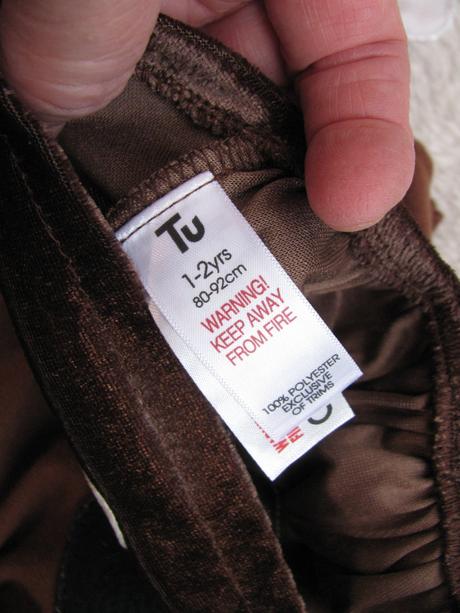 Tu
1-2yrs
80-92cm
WARNING!
KEEP AWAY
FROM FIRE
100% POLYESTER
EXCLUSIVE
OF TRIMS